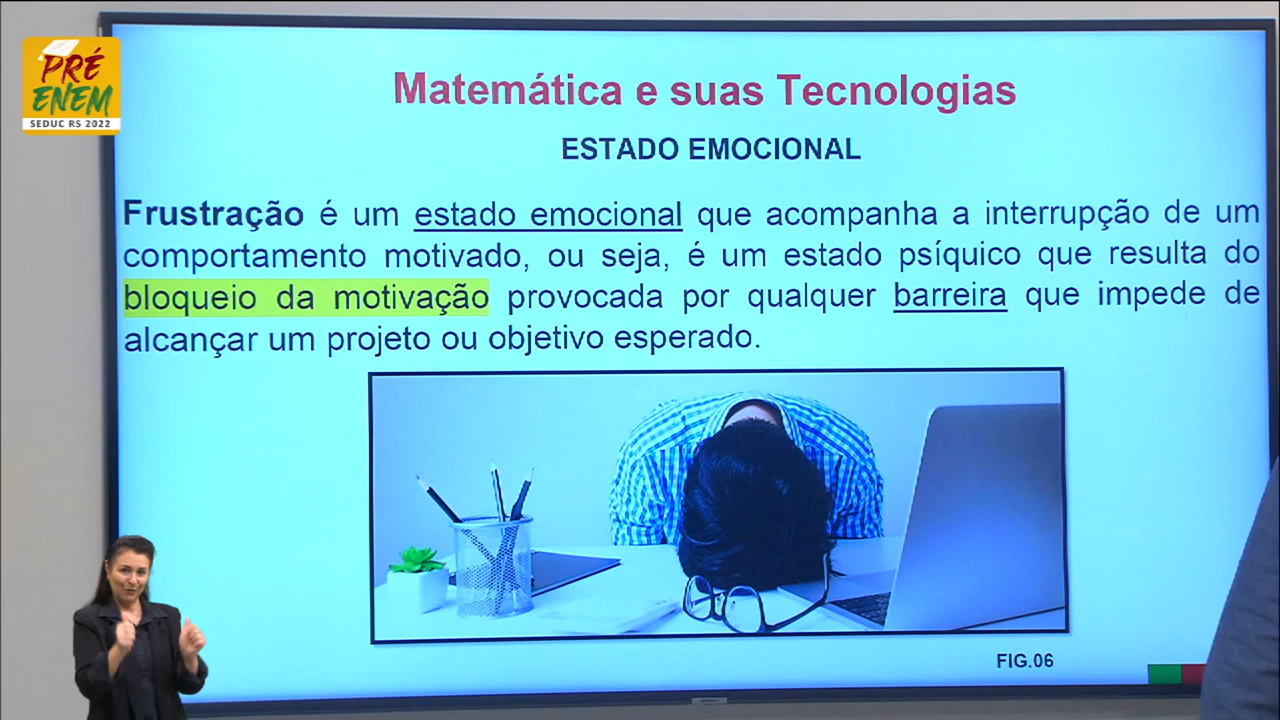 PRÉ
ENEM
SEDUC RS 2022
Matemática e suas Tecnologias
ESTADO EMOCIONAL
Frustração é um estado emocional que acompanha a interrupção de um
comportamento motivado, ou seja, é um estado psíquico que resulta do
bloqueio da motivação provocada por qualquer barreira que impede de
alcançar um projeto ou objetivo esperado.
FIG.06